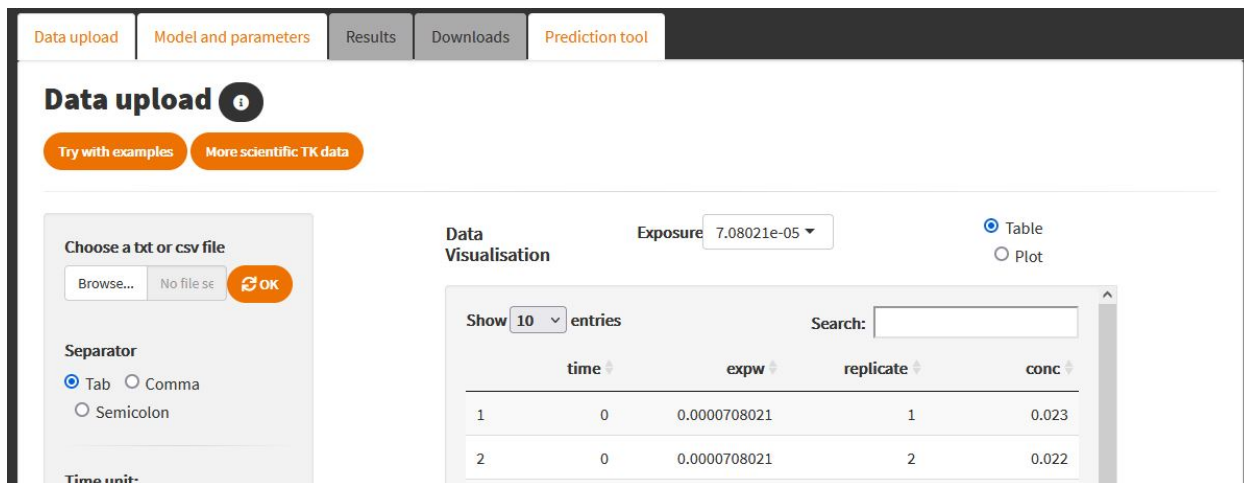 Data upload Model and parameters Results Downloads Prediction tool
Data upload i
Try with examples More scientific TK data
Choose a txt or csv file
Browse... No file se OK
Separator
Tab Comma
Semicolon
Time unit:
Data
Visualisation
Exposure 7.08021e-05
Table
Plot
Show 10 entries Search:
time expw replicate conc
1 0 0.0000708021 1 0.023
2 0 0.0000708021 2 0.022